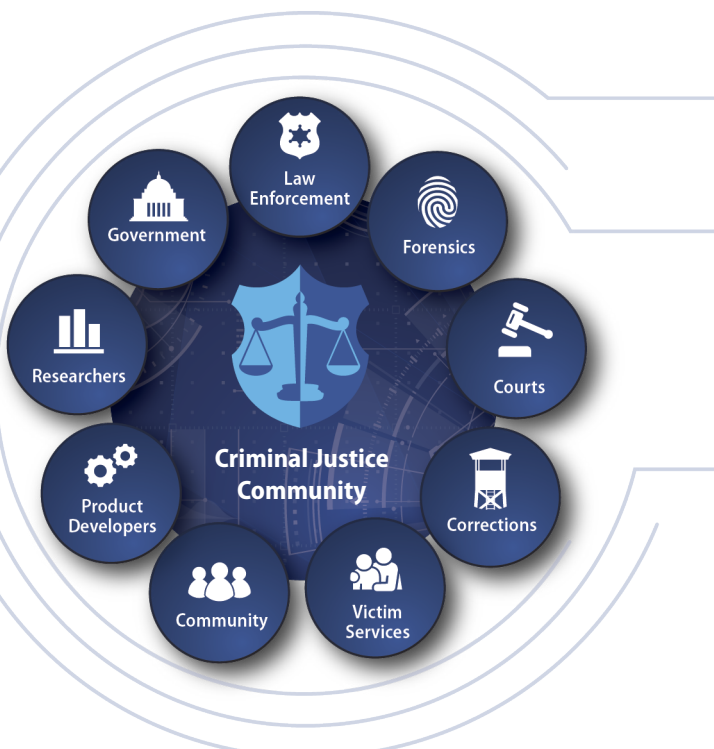 Law
Enforcement
Forensics
Courts
Corrections
Victim
Services
Community
Product
Developers
Researchers
Government
Criminal Justice
Community